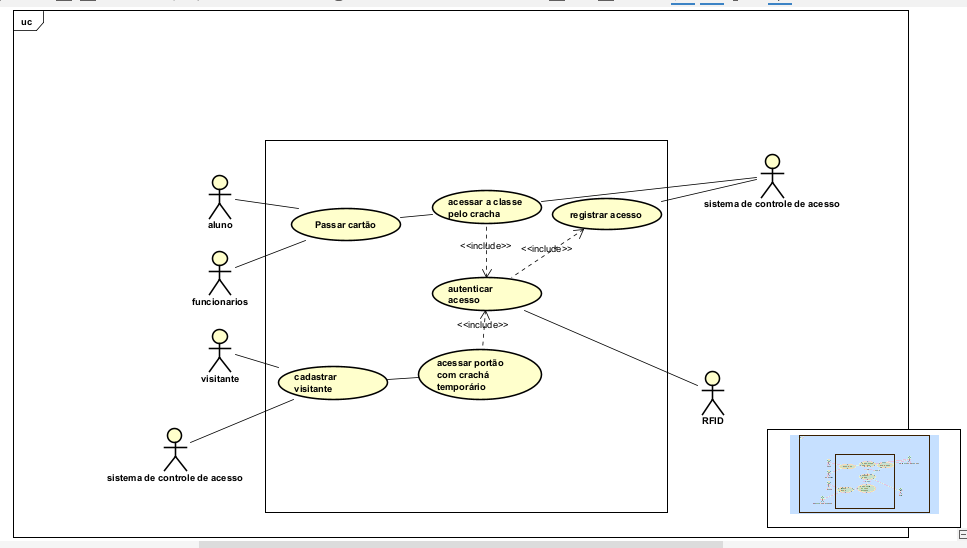 uc
aluno
funcionarios
visitante
sistema de controle de acesso
Passar cartão
acessar a classe
pelo cracha
registrar acesso
sistema de controle de acesso
<<include>>
<<include>>
autenticar
acesso
<<include>>
cadastrar
visitante
acessar portão
com crachá
temporário
RFID